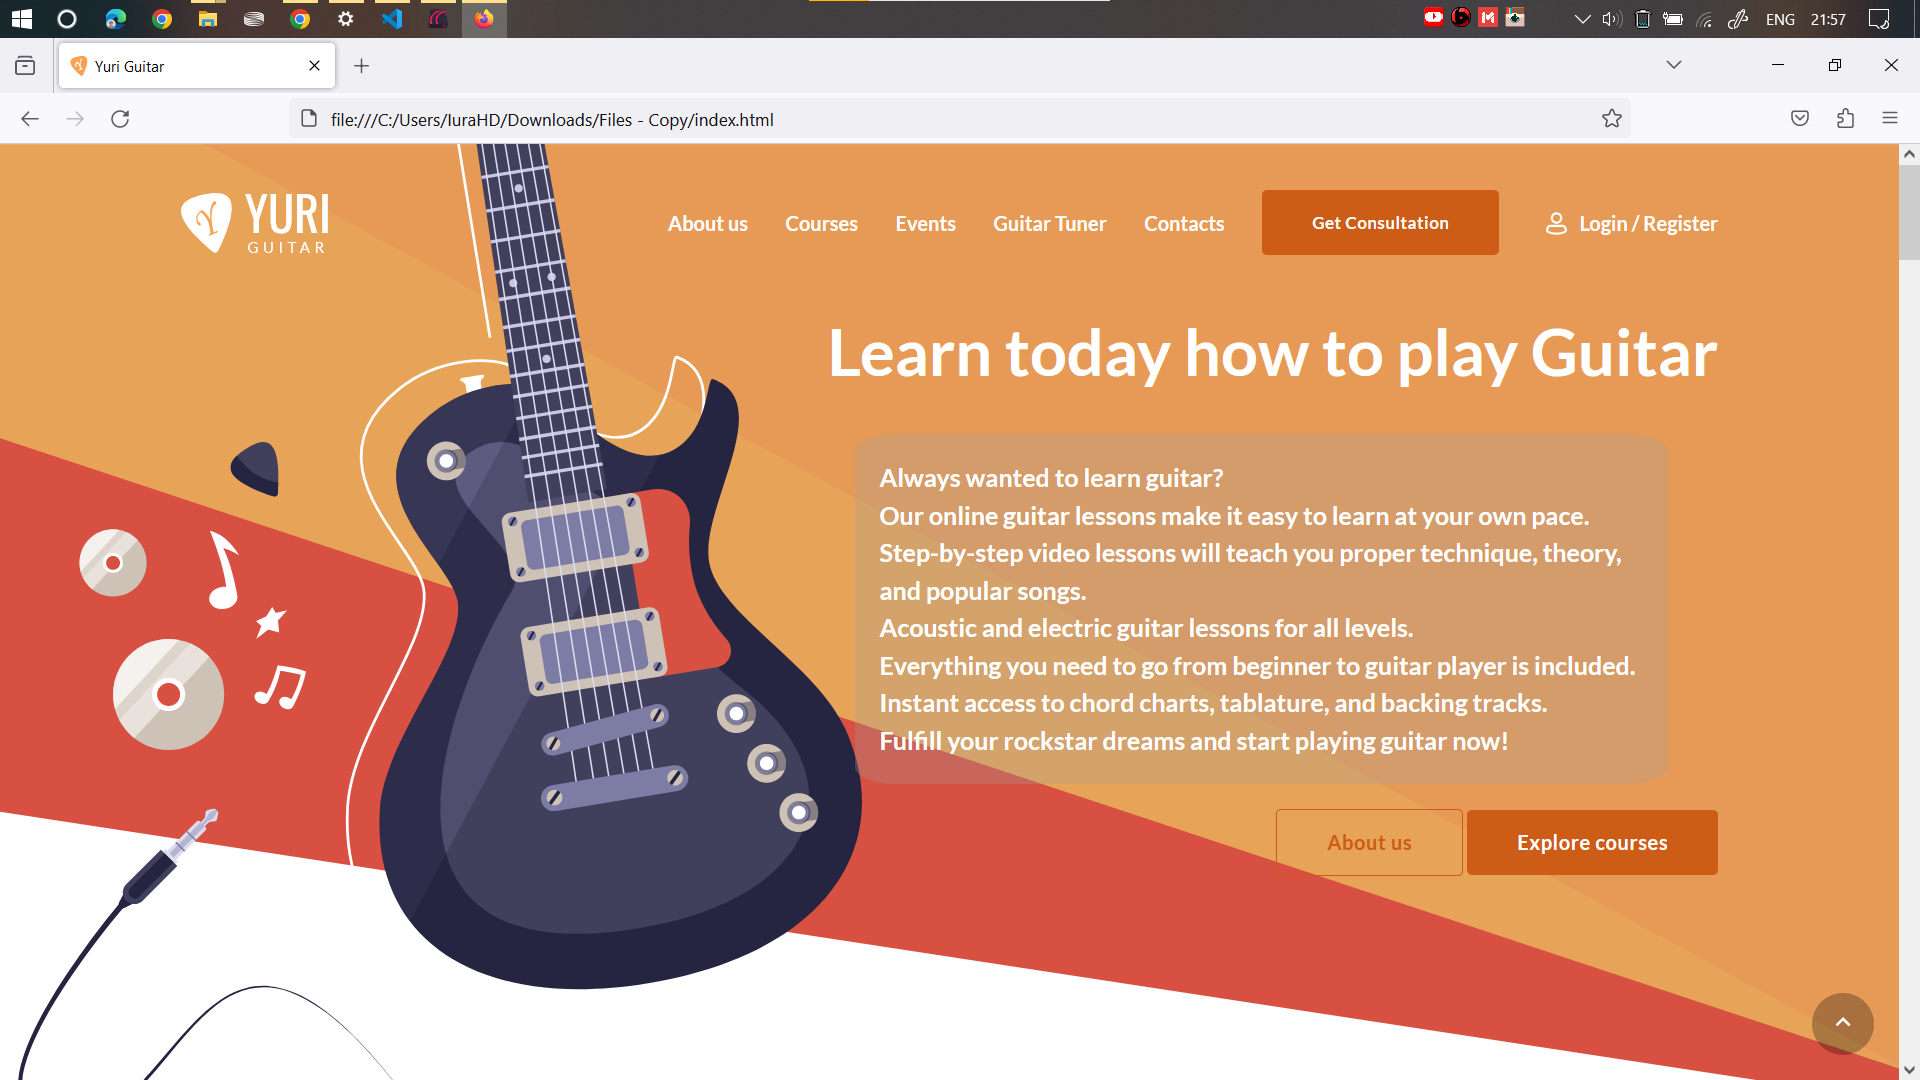 ENG
21:57
Yuri Guitar
file:///C:/Users/IuraHD/Downloads/Files - Copy/index.html
YURI
GUITAR
About us
Courses
Events
Guitar Tuner
Contacts
Get Consultation
Login / Register
Learn today how to play Guitar
Always wanted to learn guitar?
Our online guitar lessons make it easy to learn at your own pace.
Step-by-step video lessons will teach you proper technique, theory,
and popular songs.
Acoustic and electric guitar lessons for all levels.
Everything you need to go from beginner to guitar player is included.
Instant access to chord charts, tablature, and backing tracks.
Fulfill your rockstar dreams and start playing guitar now!
About us
Explore courses